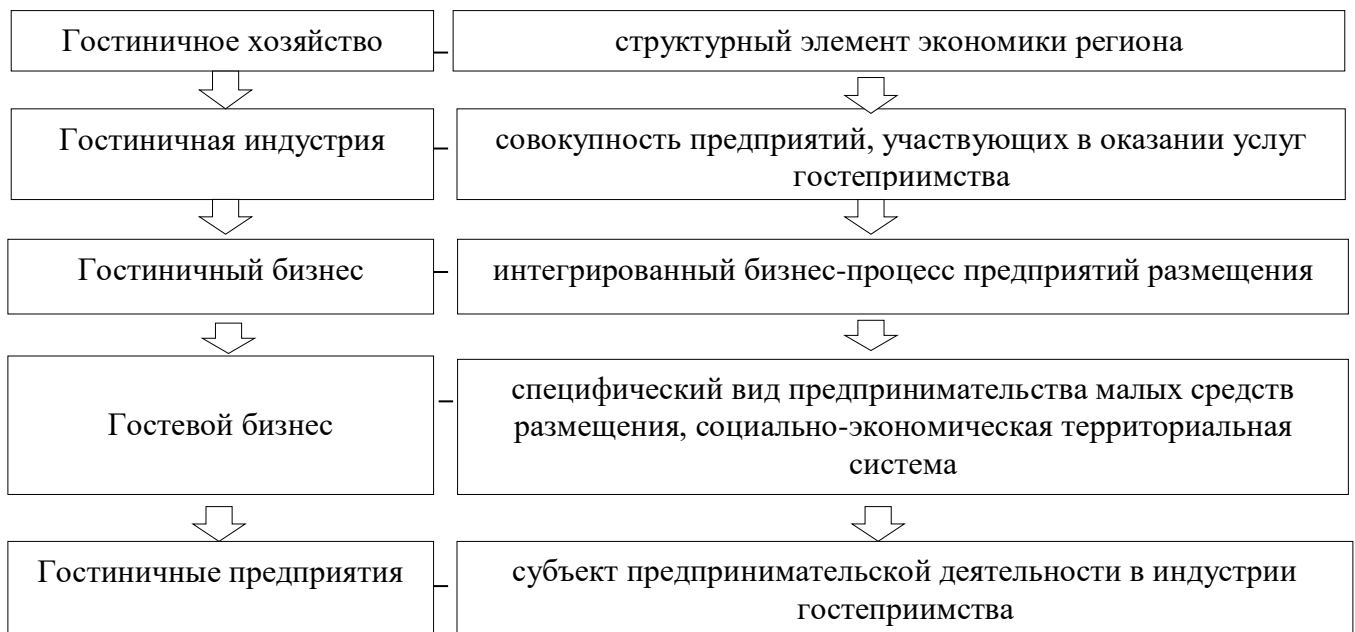 Гостиничное хозяйство – структурный элемент экономики региона
Гостиничная индустрия – совокупность предприятий, участвующих в оказании услуг
гостеприимства
Гостиничный бизнес – интегрированный бизнес-процесс предприятий размещения
Гостевой бизнес – специфический вид предпринимательства малых средств
размещения, социально-экономическая территориальная
система
Гостиничные предприятия – субъект предпринимательской деятельности в индустрии
гостеприимства